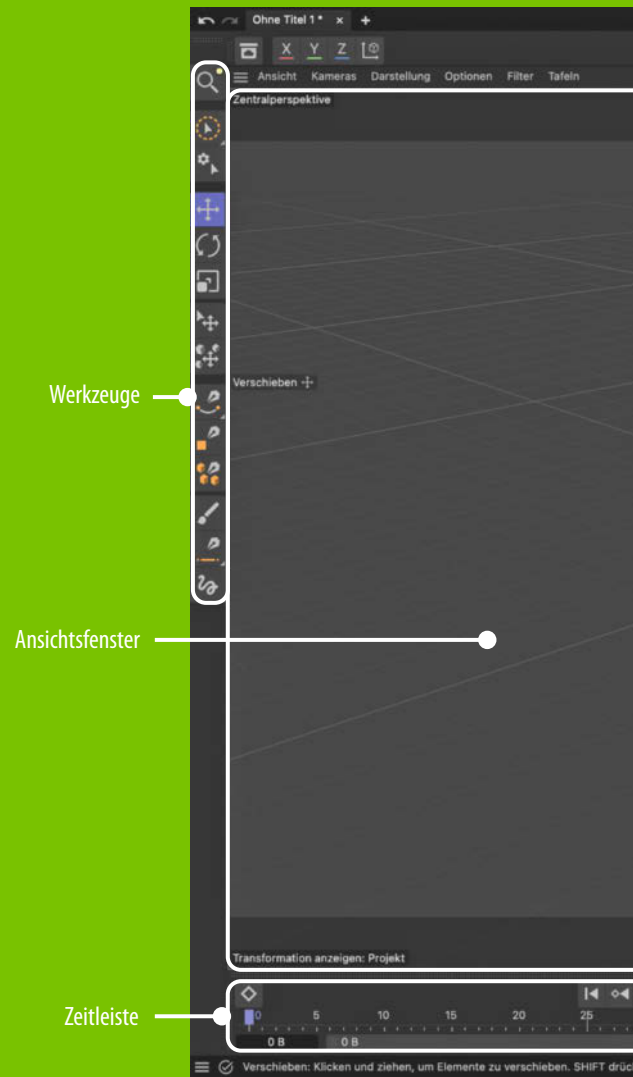 Ohne Titel 1 * × +
X Y Z
Ansicht Kameras Darstellung Optionen Filter Tafeln
Zentralperspektive
Verschieben
Werkzeuge
Ansichtsfenster
Transformation anzeigen: Projekt
Zeitleiste
0 5 10 15 20 25
0 B 0 B
Verschieben: Klicken und ziehen, um Elemente zu verschieben. SHIFT drüc